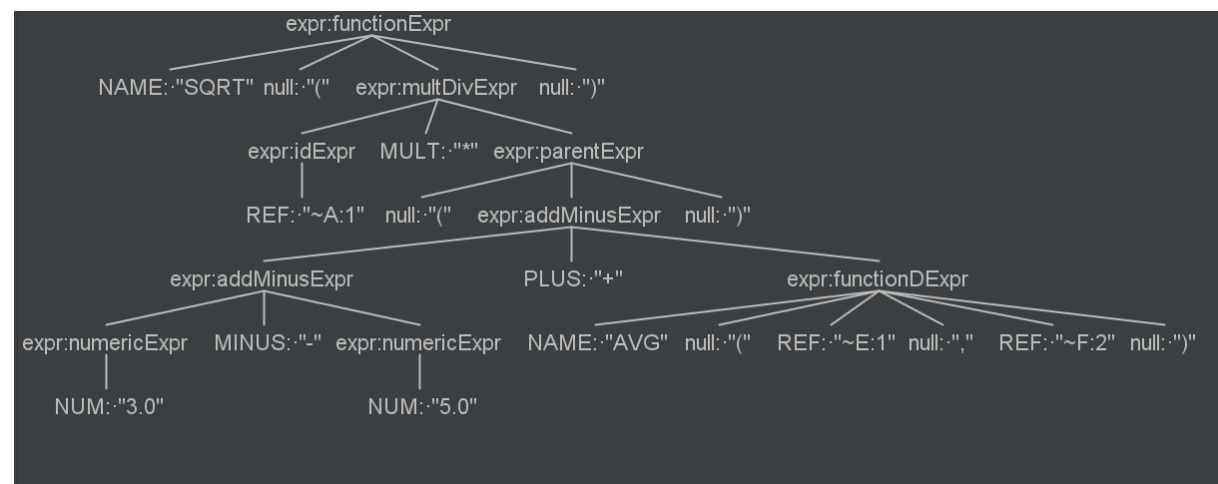 expr:functionExpr
NAME:·"SQRT" null:·"(" expr:multDivExpr null:·")"
expr:idExpr MULT:·"*" expr:parentExpr
REF:·"~A:1" null:·"(" expr:addMinusExpr null:·")"
expr:addMinusExpr PLUS:·"+" expr:functionDExpr
expr:numericExpr MINUS:·"-" expr:numericExpr NAME:·"AVG" null:·"(" REF:·"~E:1" null:·"," REF:·"~F:2" null:·")"
NUM:·"3.0" NUM:·"5.0"